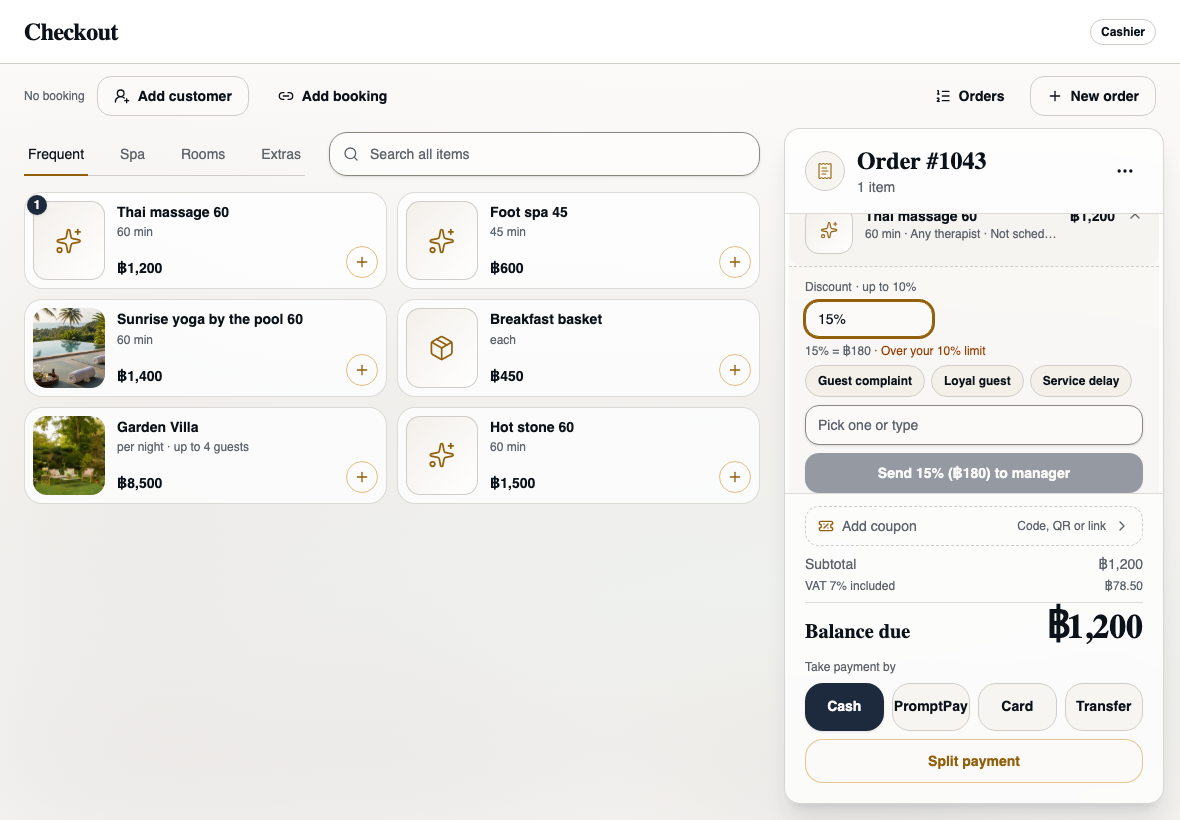 Checkout
Cashier
No booking
Add customer
Add booking
Orders
New order
Frequent
Spa
Rooms
Extras
Search all items
1
Thai massage 60
60 min
฿1,200
Foot spa 45
45 min
฿600
Sunrise yoga by the pool 60
60 min
฿1,400
Breakfast basket
each
฿450
Garden Villa
per night · up to 4 guests
฿8,500
Hot stone 60
60 min
฿1,500
Order #1043
1 item
Thai massage 60
฿1,200
60 min · Any therapist · Not sched…
Discount · up to 10%
15%
15% = ฿180 · Over your 10% limit
Guest complaint
Loyal guest
Service delay
Pick one or type
Send 15% (฿180) to manager
Add coupon
Code, QR or link
Subtotal
฿1,200
VAT 7% included
฿78.50
Balance due
฿1,200
Take payment by
Cash
PromptPay
Card
Transfer
Split payment